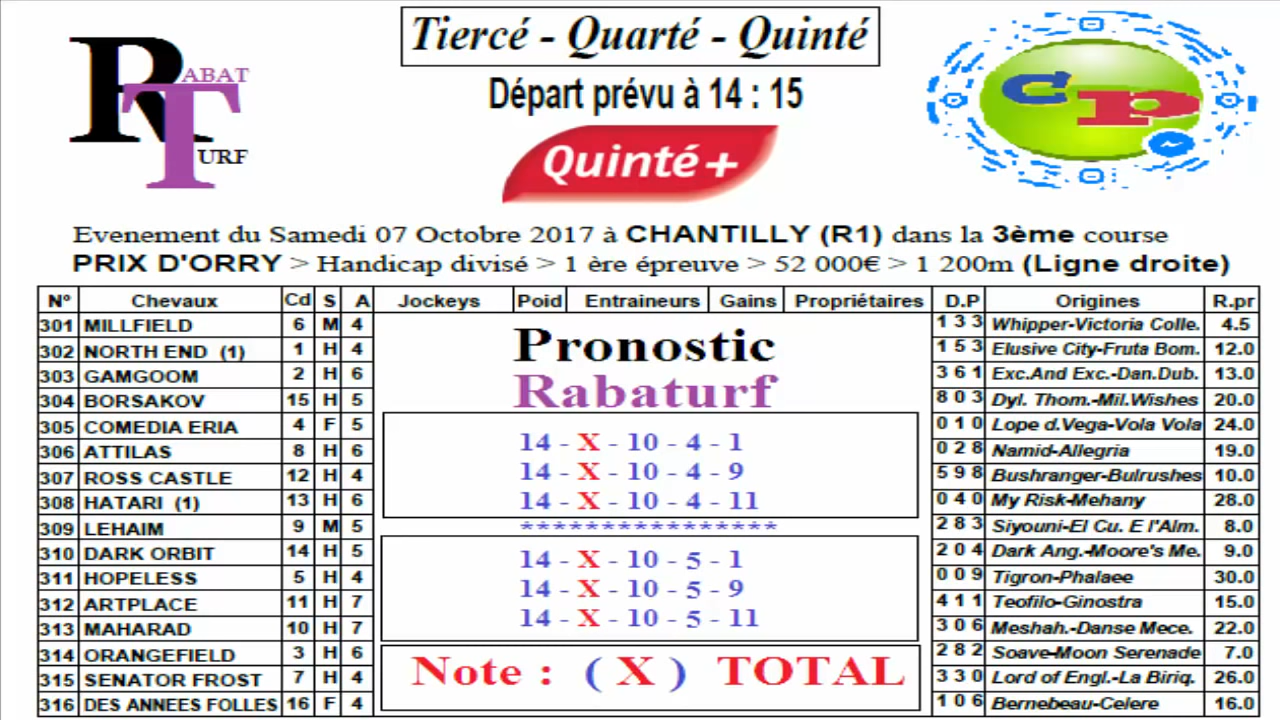 Tiercé - Quarté - Quinté
RABAT
TURF
Départ prévu à 14 : 15
CP
Quinté+
Evenement du Samedi 07 Octobre 2017 à CHANTILLY (R1) dans la 3ème course
PRIX D'ORRY > Handicap divisé > 1 ère épreuve > 52 000€ > 1 200m (Ligne droite)
Nº Chevaux Cd S A Jockeys Poid Entraineurs Gains Propriétaires D.P Origines R.pr
301 MILLFIELD 6 M 4 1 3 3 Whipper-Victoria Colle. 4.5
302 NORTH END (1) 1 H 4 1 5 3 Elusive City-Fruta Bom. 12.0
303 GAMGOOM 2 H 6 3 6 1 Exc.And Exc.-Dan.Dub. 13.0
304 BORSAKOV 15 H 5 8 0 3 Dyl. Thom.-Mil.Wishes 20.0
305 COMEDIA ERIA 4 F 5 0 1 0 Lope d.Vega-Vola Vola 24.0
306 ATTILAS 8 H 6 0 2 8 Namid-Allegria 19.0
307 ROSS CASTLE 12 H 4 5 9 8 Bushranger-Bulrushes 10.0
308 HATARI (1) 13 H 6 0 4 0 My Risk-Mehany 28.0
309 LEHAIM 9 M 5 2 8 3 Siyouni-El Cu. E l'Alm. 8.0
310 DARK ORBIT 14 H 5 2 0 4 Dark Ang.-Moore's Me. 9.0
311 HOPELESS 5 H 4 0 0 9 Tigron-Phalaee 30.0
312 ARTPLACE 11 H 7 4 1 1 Teofilo-Ginostra 15.0
313 MAHARAD 10 H 7 3 0 6 Meshah.-Danse Mece. 22.0
314 ORANGEFIELD 3 H 6 2 8 2 Soave-Moon Serenade 7.0
315 SENATOR FROST 7 H 4 3 3 0 Lord of Engl.-La Biriq. 26.0
316 DES ANNEES FOLLES 16 F 4 1 0 6 Bernebeau-Celere 16.0
Pronostic
Rabaturf
14 - X - 10 - 4 - 1
14 - X - 10 - 4 - 9
14 - X - 10 - 4 - 11
****************
14 - X - 10 - 5 - 1
14 - X - 10 - 5 - 9
14 - X - 10 - 5 - 11
Note : ( X ) TOTAL